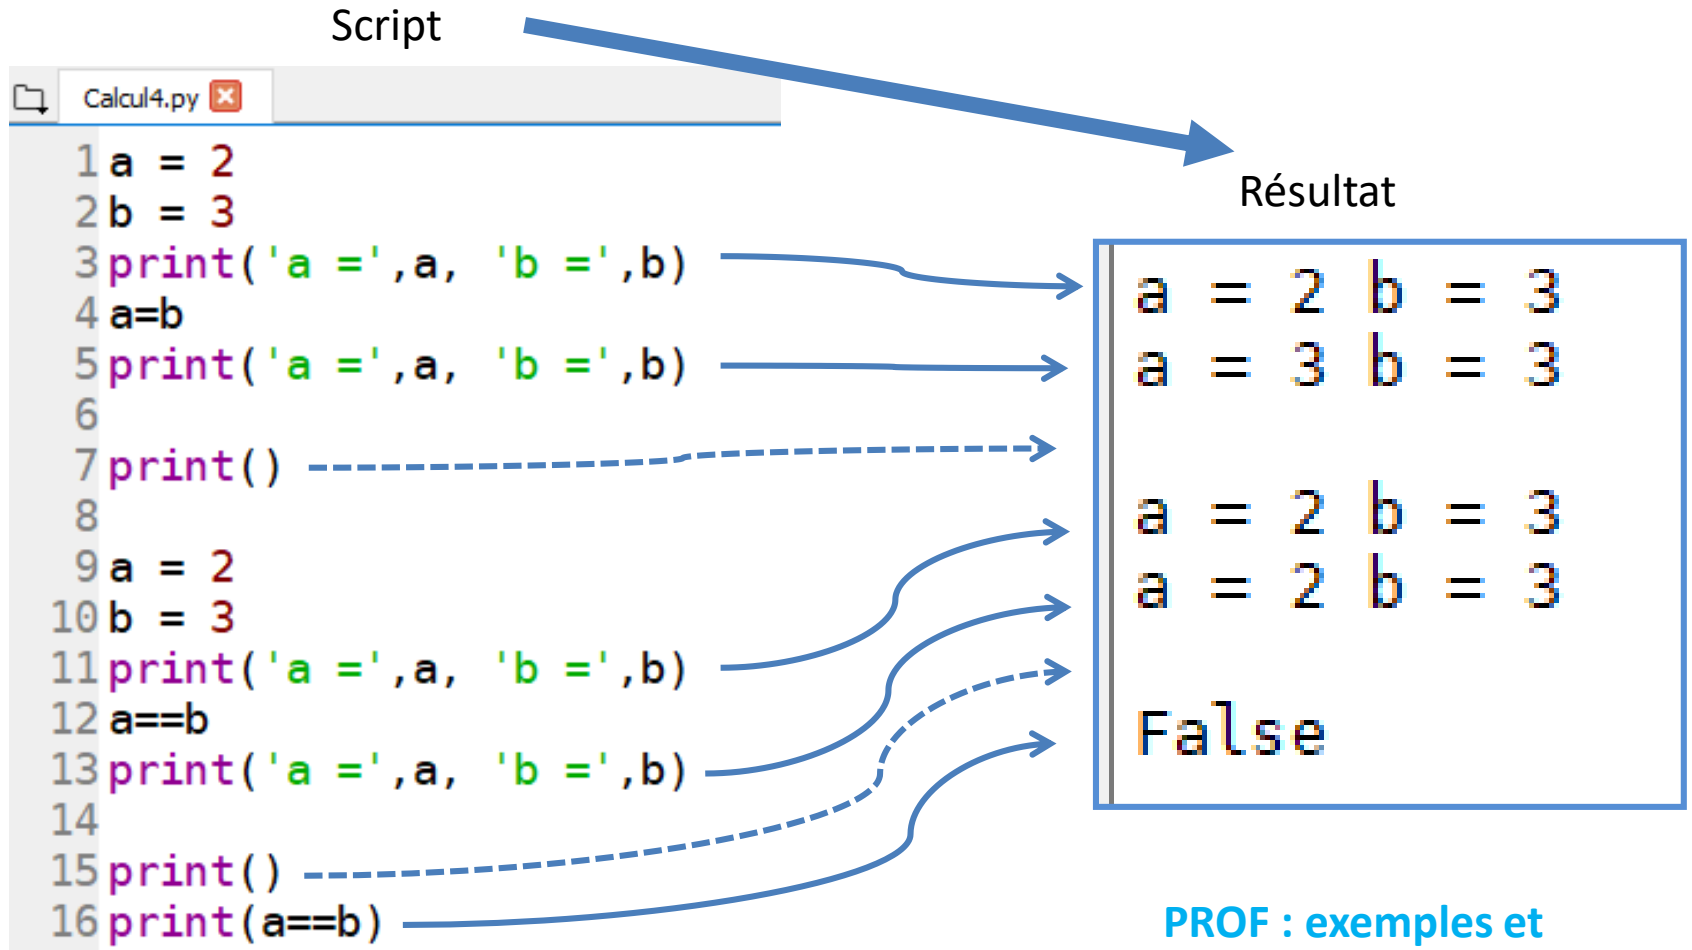 Script
Calcul4.py
1 a = 2
2 b = 3
3 print('a =',a, 'b =',b)
4 a=b
5 print('a =',a, 'b =',b)
6
7 print()
8
9 a = 2
10 b = 3
11 print('a =',a, 'b =',b)
12 a==b
13 print('a =',a, 'b =',b)
14
15 print()
16 print(a==b)
Résultat
a = 2 b = 3
a = 3 b = 3
a = 2 b = 3
a = 2 b = 3
False
PROF : exemples et